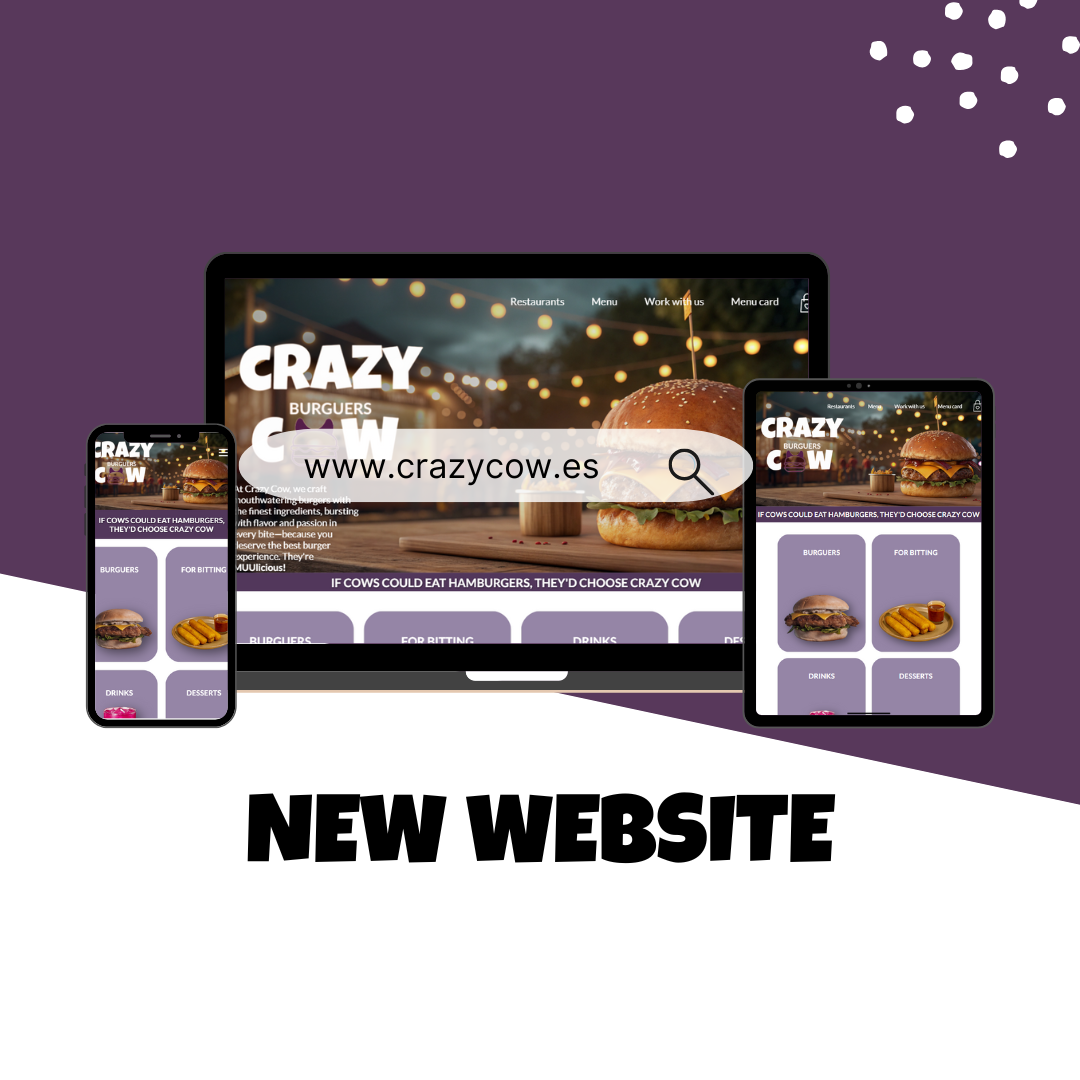 Restaurants Menu Work with us Menu card
CRAZY
BURGUERS
C W
www.crazycow.es
At Crazy Cow, we craft
mouthwatering burgers with
the finest ingredients, bursting
with flavor and passion in
every bite—because you
deserve the best burger
experience. They're
MUUlicious!
IF COWS COULD EAT HAMBURGERS, THEY'D CHOOSE CRAZY COW
BURGUERS FOR BITTING DRINKS DES
CRAZY
BURGUERS
C W
IF COWS COULD EAT HAMBURGERS,
THEY'D CHOOSE CRAZY COW
BURGUERS FOR BITTING
DRINKS DESSERTS
Restaurants Menu Work with us Menu card
CRAZY
BURGUERS
C W
IF COWS COULD EAT HAMBURGERS, THEY'D CHOOSE CRAZY COW
BURGUERS FOR BITTING
DRINKS DESSERTS
NEW WEBSITE